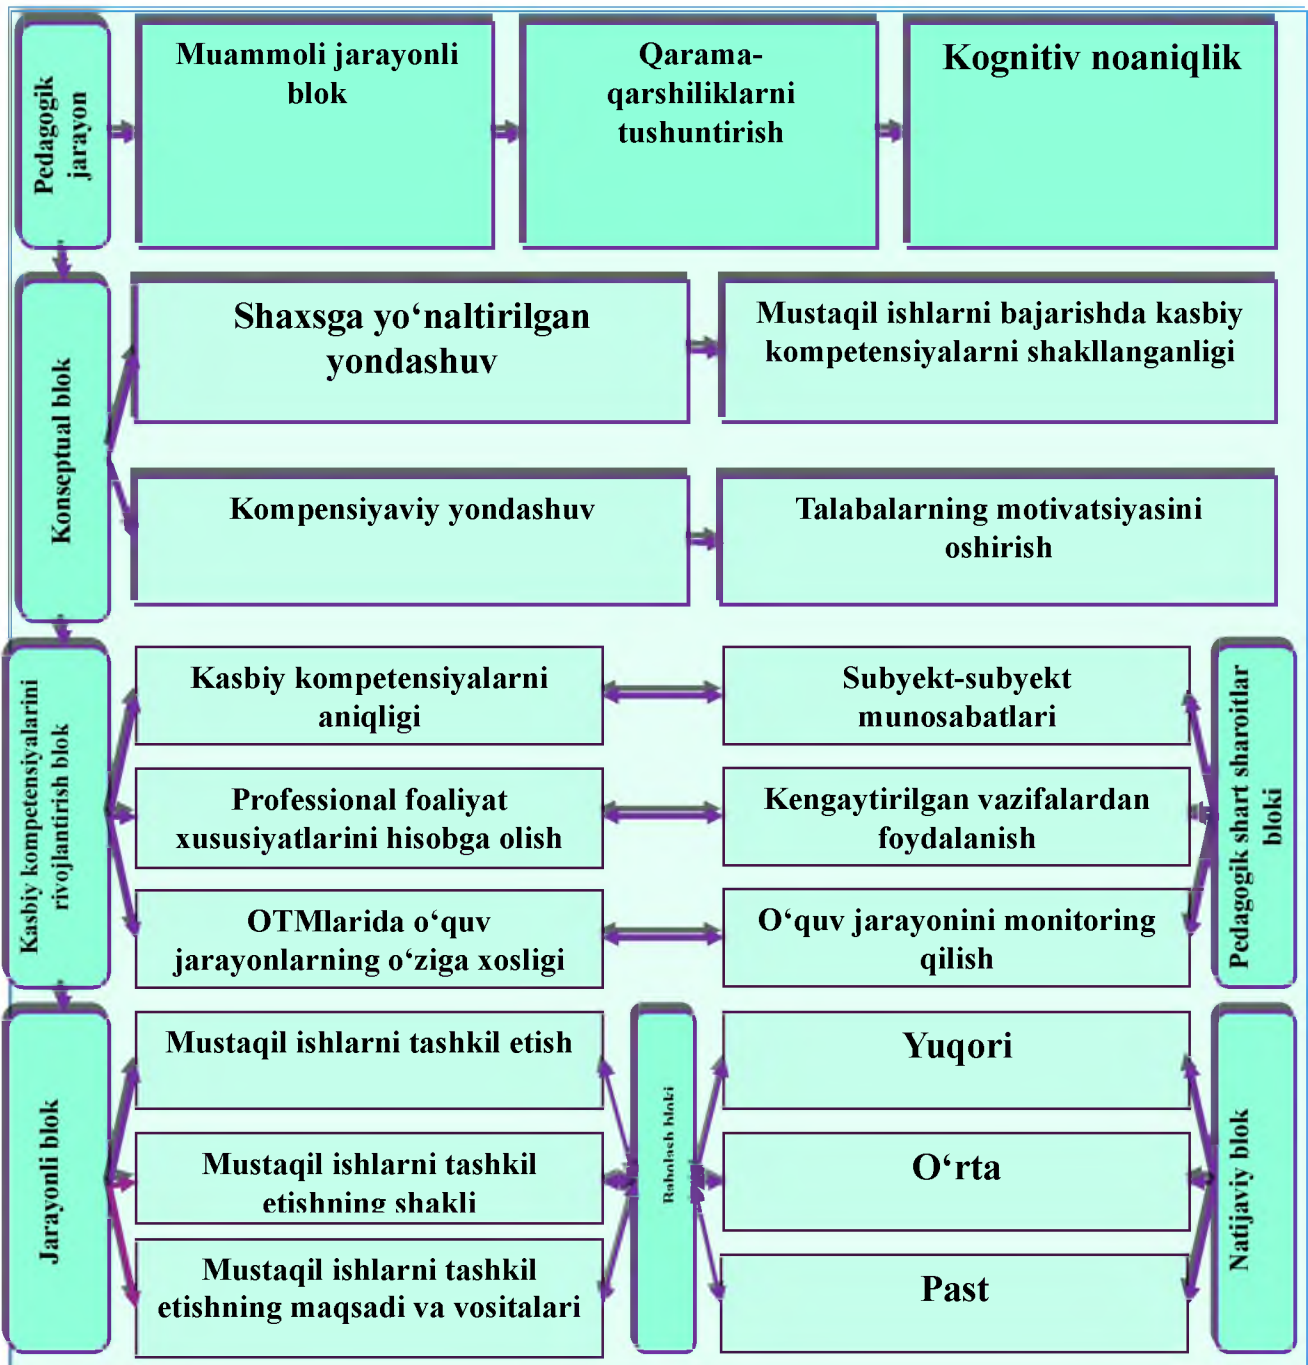 Pedagogik
jarayon
Muammoli jarayonli
blok
Qarama-
qarshiliklarni
tushuntirish
Kognitiv noaniqlik
Konseptual blok
Shaxsga yo‘naltirilgan
yondashuv
Mustaqil ishlarni bajarishda kasbiy
kompetensiyalarni shakllanganligi
Kompensiyaviy yondashuv
Talabalarning motivatsiyasini
oshirish
Kasbiy kompetensiyalarini
rivojlantirish blok
Kasbiy kompetensiyalarni
aniqligi
Subyekt-subyekt
munosabatlari
Professional foaliyat
xususiyatlarini hisobga olish
Kengaytirilgan vazifalardan
foydalanish
OTMlarida o‘quv
jarayonlarning o‘ziga xosligi
O‘quv jarayonini monitoring
qilish
Pedagogik shart sharoitlar
bloki
Jarayonli blok
Mustaqil ishlarni tashkil etish
Mustaqil ishlarni tashkil
etishning shakli
Mustaqil ishlarni tashkil
etishning maqsadi va vositalari
Baholash bloki
Yuqori
O‘rta
Past
Natijaviy blok